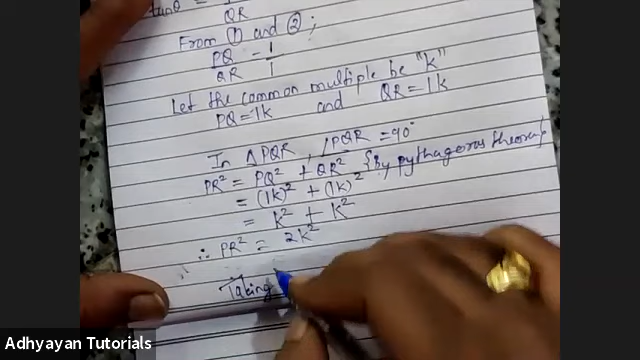 tanθ =
QR
From ① and ② ;
PQ = 1
QR 1
Let the common multiple be "k"
PQ = 1k and QR = 1k
In △PQR , ∠PQR = 90°
PR² = PQ² + QR² {By pythagoras theorem}
= (1k)² + (1k)²
= k² + k²
∴ PR² = 2k²
Taking
Adhyayan Tutorials